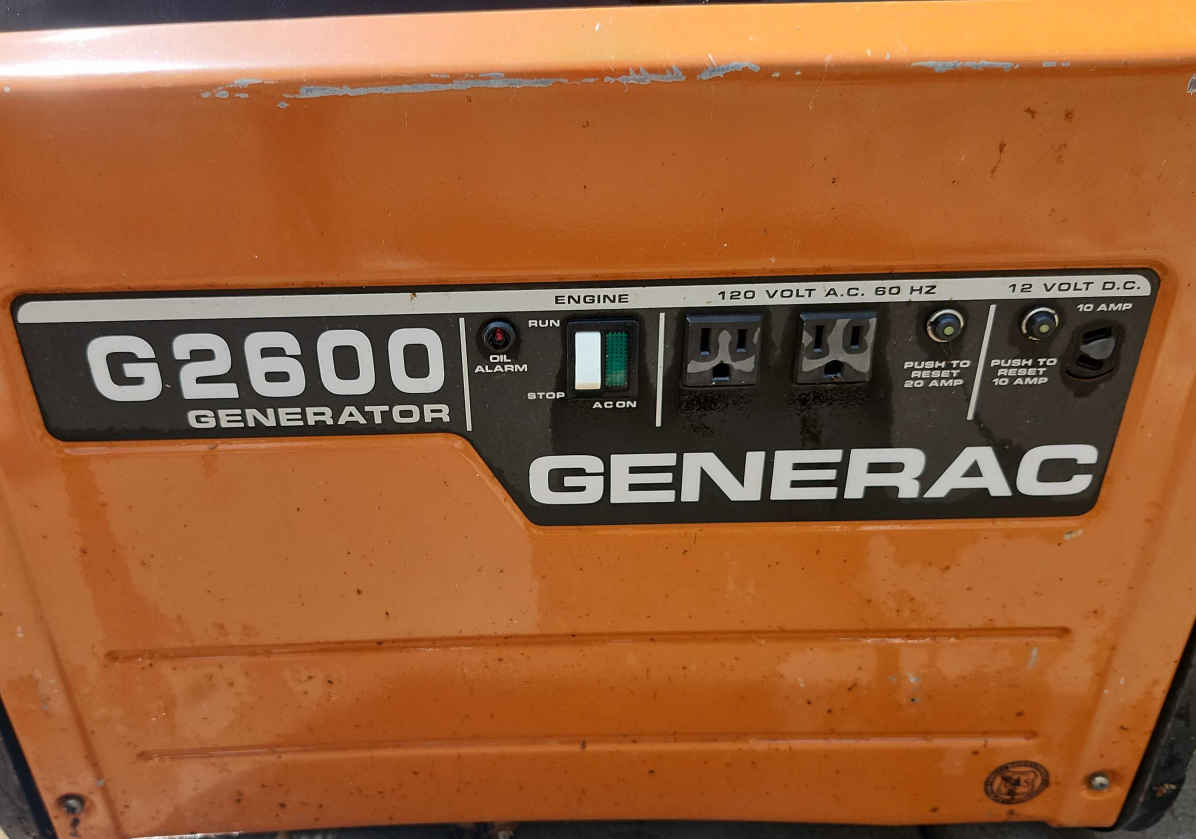 G2600
GENERATOR
OIL
ALARM
ENGINE
RUN
STOP
AC ON
120 VOLT A.C. 60 HZ
PUSH TO
RESET
20 AMP
12 VOLT D.C.
10 AMP
PUSH TO
RESET
10 AMP
GENERAC